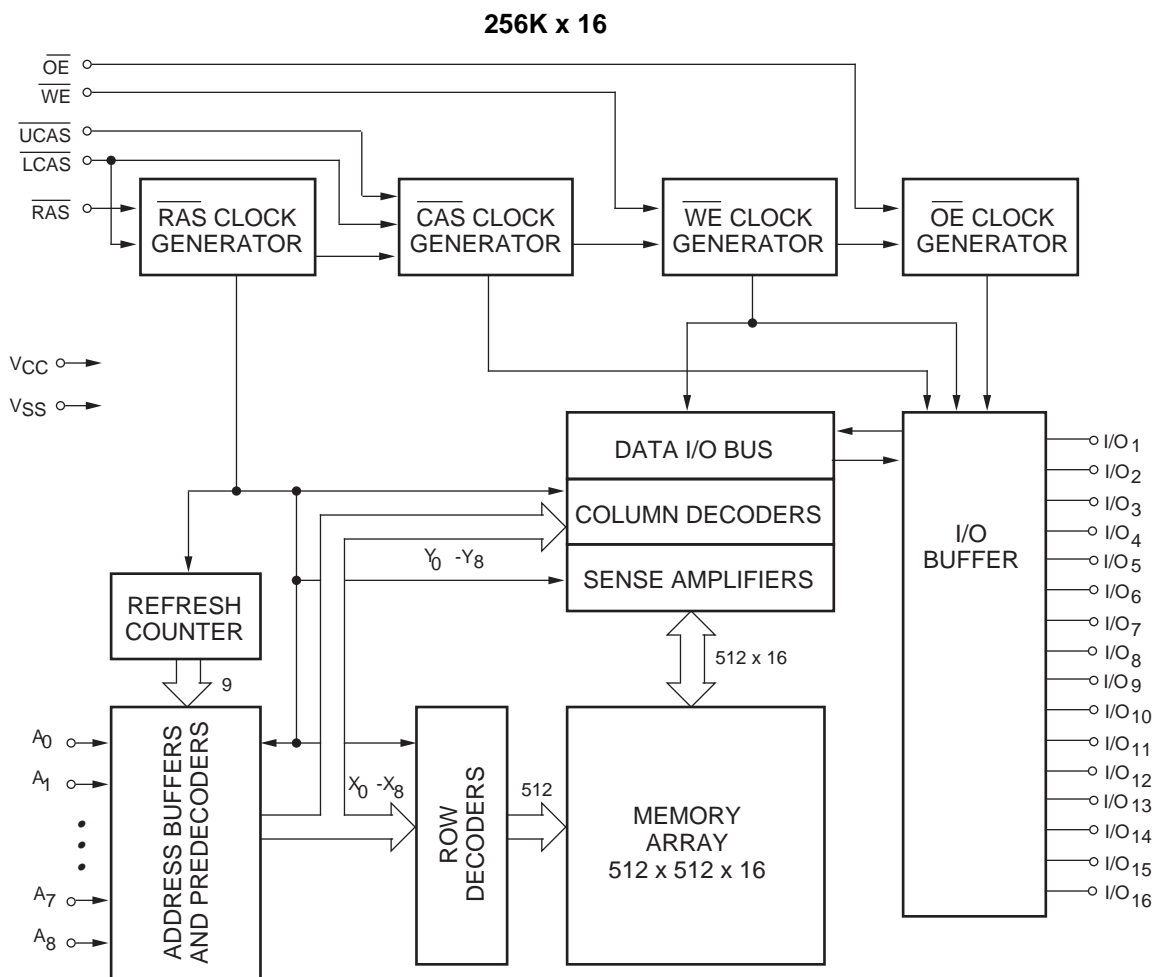 256K x 16
OE
WE
UCAS
LCAS
RAS
RAS CLOCK
GENERATOR
CAS CLOCK
GENERATOR
WE CLOCK
GENERATOR
OE CLOCK
GENERATOR
VCC
VSS
DATA I/O BUS
COLUMN DECODERS
SENSE AMPLIFIERS
Y0 -Y8
I/O
BUFFER
I/O1
I/O2
I/O3
I/O4
I/O5
I/O6
I/O7
I/O8
I/O9
I/O10
I/O11
I/O12
I/O13
I/O14
I/O15
I/O16
REFRESH
COUNTER
9
512 x 16
A0
A1
A7
A8
ADDRESS BUFFERS
AND PREDECODERS
X0 -X8
ROW
DECODERS
512
MEMORY
ARRAY
512 x 512 x 16